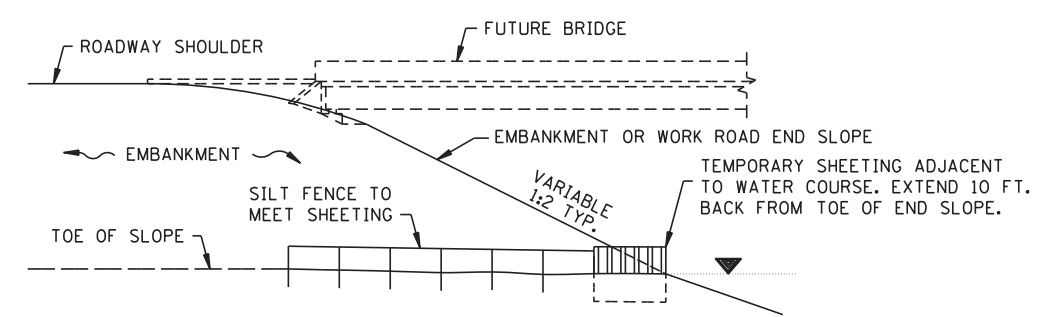 FUTURE BRIDGE
ROADWAY SHOULDER
EMBANKMENT OR WORK ROAD END SLOPE
EMBANKMENT
TEMPORARY SHEETING ADJACENT
TO WATER COURSE. EXTEND 10 FT.
BACK FROM TOE OF END SLOPE.
VARIABLE
1:2 TYP.
SILT FENCE TO
MEET SHEETING
TOE OF SLOPE